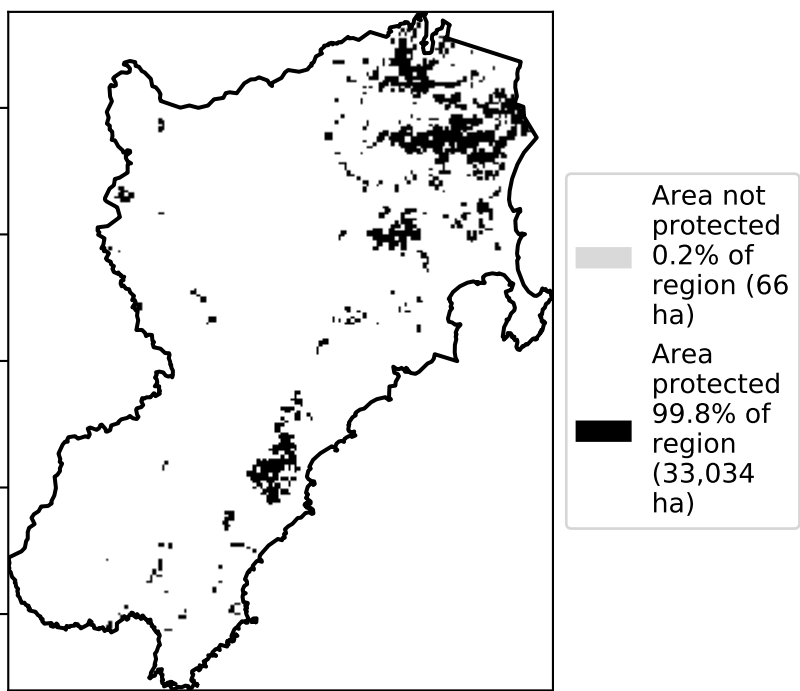 Area not
protected
0.2% of
region (66
ha)
Area
protected
99.8% of
region
(33,034
ha)